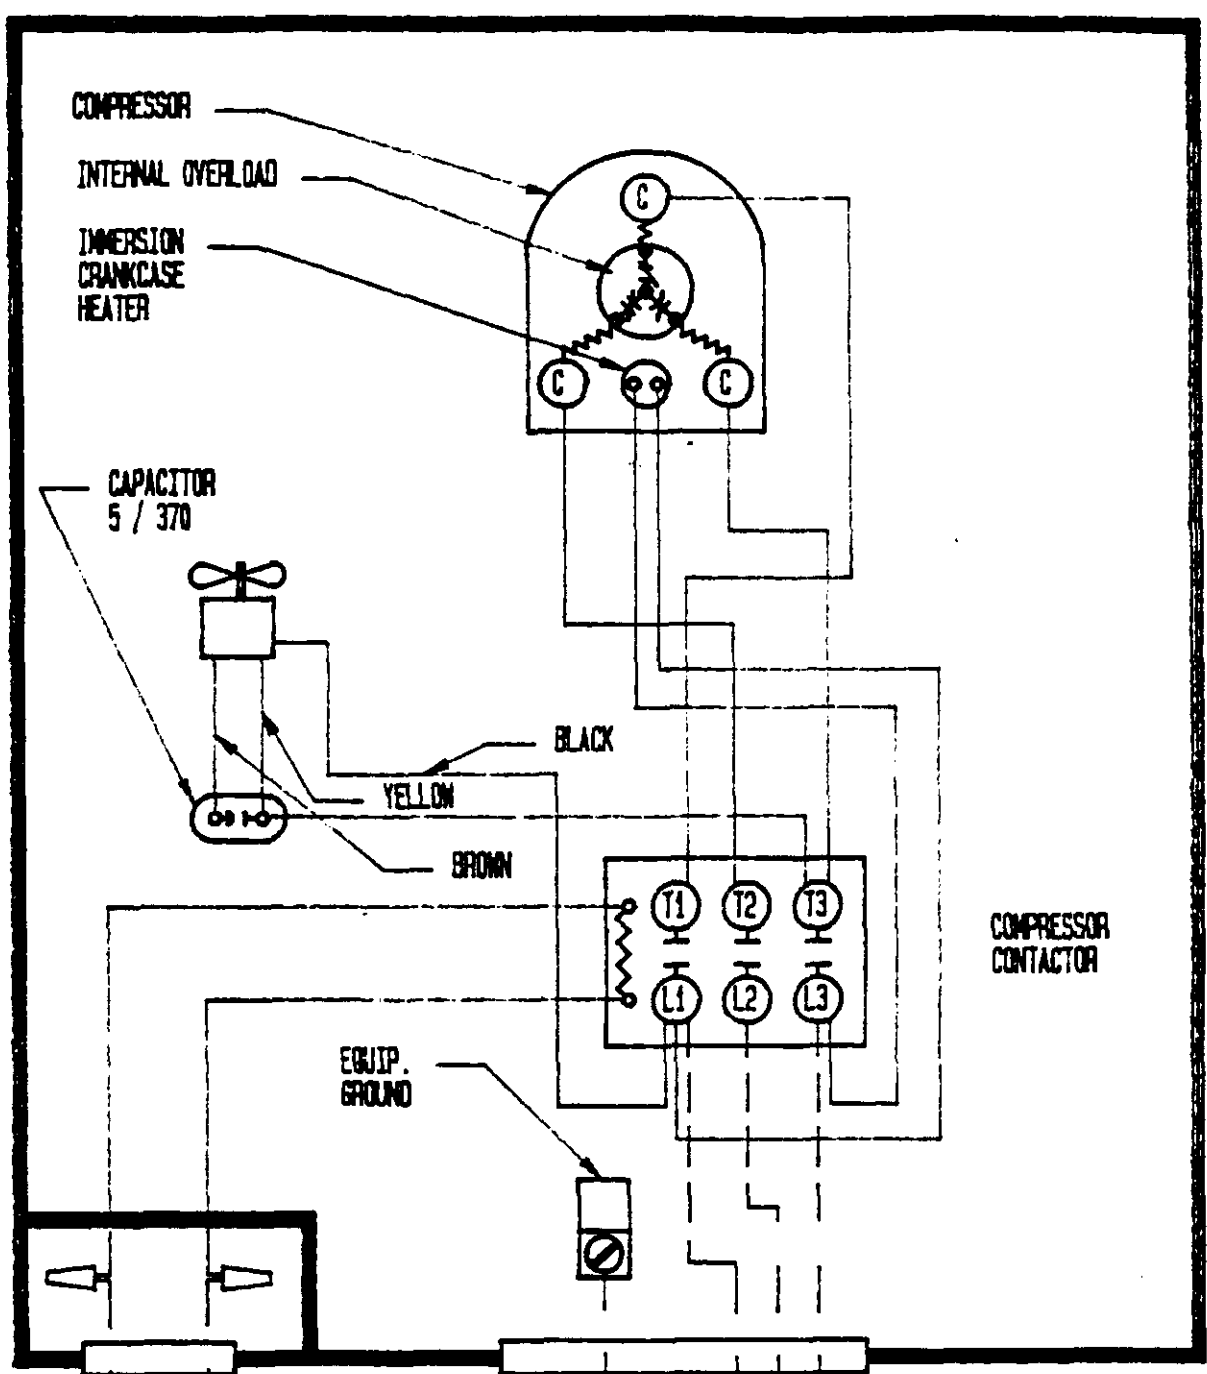 COMPRESSOR
INTERNAL OVERLOAD
IMMERSION
CRANKCASE
HEATER
C
C
C
CAPACITOR
5 / 370
BLACK
YELLOW
BROWN
T1 T2 T3
L1 L2 L3
COMPRESSOR
CONTACTOR
EQUIP.
GROUND